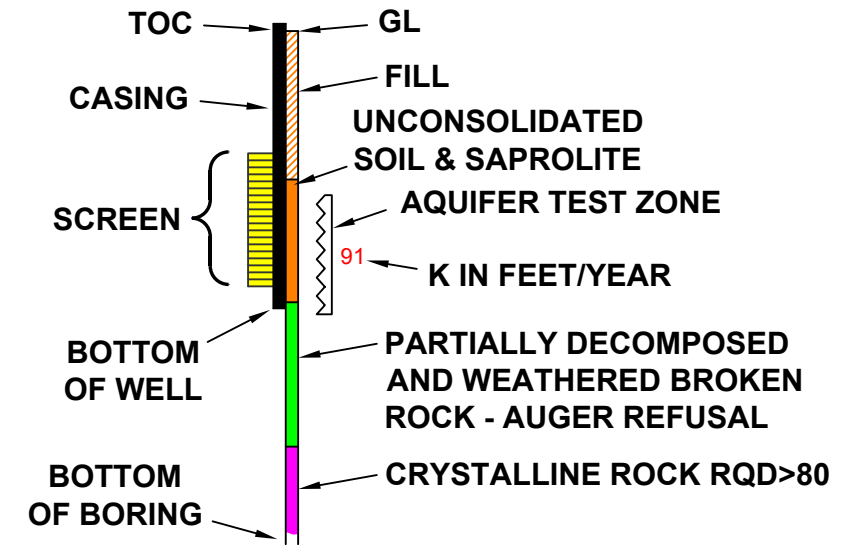 TOC
GL
FILL
CASING
UNCONSOLIDATED
SOIL & SAPROLITE
AQUIFER TEST ZONE
SCREEN
91
K IN FEET/YEAR
BOTTOM
OF WELL
PARTIALLY DECOMPOSED
AND WEATHERED BROKEN
ROCK - AUGER REFUSAL
BOTTOM
OF BORING
CRYSTALLINE ROCK RQD>80